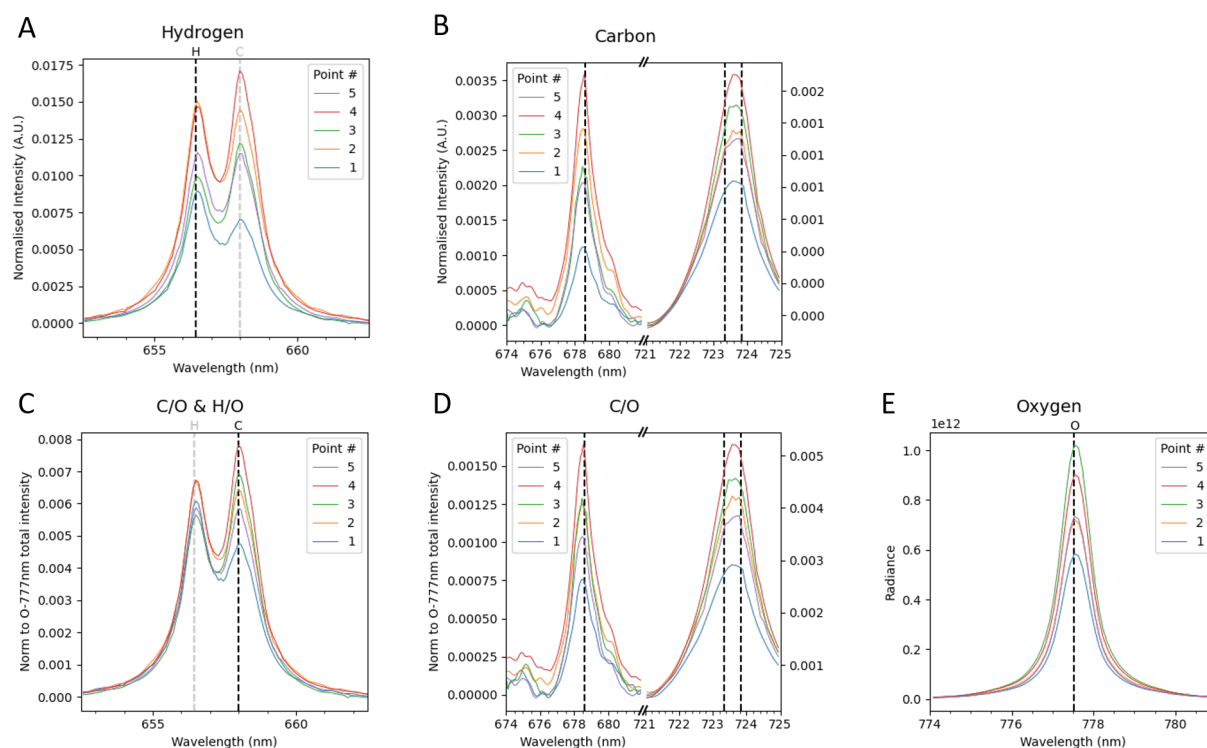 A
Hydrogen
H C
Normalised Intensity (A.U.)
0.0175
0.0150
0.0125
0.0100
0.0075
0.0050
0.0025
0.0000
Point #
5
4
3
2
1
655 660
Wavelength (nm)
B
Carbon
Normalised Intensity (A.U.)
0.0035
0.0030
0.0025
0.0020
0.0015
0.0010
0.0005
0.0000
Point #
5
4
3
2
1
0.002
0.001
0.001
0.001
0.001
0.000
0.000
0.000
674 676 678 680 721 722 723 724 725
Wavelength (nm)
C
C/O & H/O
H C
Norm to O-777nm total intensity
0.008
0.007
0.006
0.005
0.004
0.003
0.002
0.001
0.000
Point #
5
4
3
2
1
655 660
Wavelength (nm)
D
C/O
Norm to O-777nm total intensity
0.00150
0.00125
0.00100
0.00075
0.00050
0.00025
0.00000
Point #
5
4
3
2
1
0.005
0.004
0.003
0.002
0.001
674 676 678 680 721 722 723 724 725
Wavelength (nm)
E
Oxygen
1e12
O
Radiance
1.0
0.8
0.6
0.4
0.2
0.0
Point #
5
4
3
2
1
774 776 778 780
Wavelength (nm)